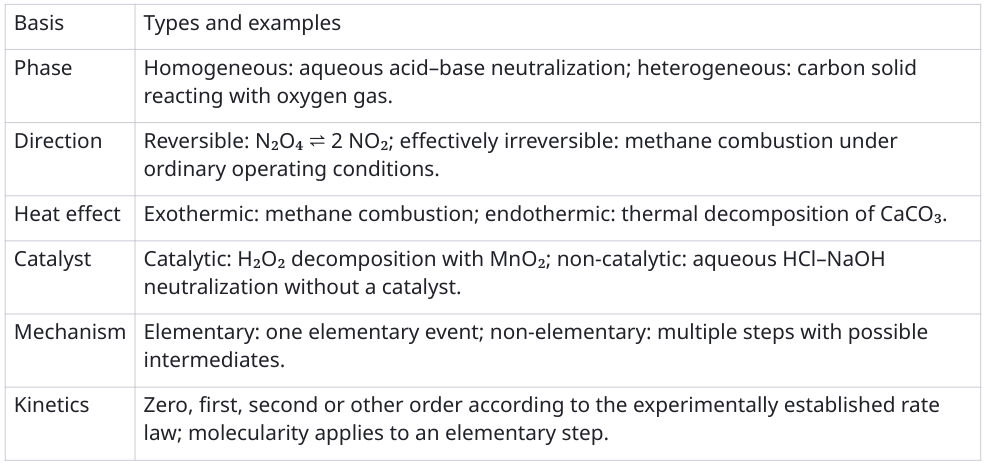 Basis Types and examples
Phase Homogeneous: aqueous acid–base neutralization; heterogeneous: carbon solid
reacting with oxygen gas.
Direction Reversible: N₂O₄ ⇌ 2 NO₂; effectively irreversible: methane combustion under
ordinary operating conditions.
Heat effect Exothermic: methane combustion; endothermic: thermal decomposition of CaCO₃.
Catalyst Catalytic: H₂O₂ decomposition with MnO₂; non-catalytic: aqueous HCl–NaOH
neutralization without a catalyst.
Mechanism Elementary: one elementary event; non-elementary: multiple steps with possible
intermediates.
Kinetics Zero, first, second or other order according to the experimentally established rate
law; molecularity applies to an elementary step.